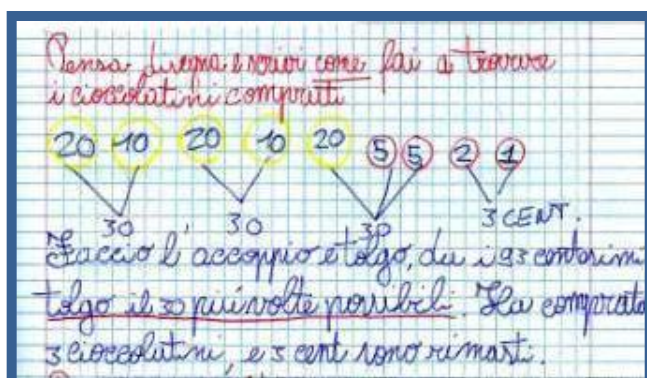 Pensa disegna e scrivi come fai a trovare
i cioccolatini comprati
20 10 20 10 20 5 5 2 1
30 30 30 3 CENT.
Faccio l'accoppio e tolgo, da i 93 centesimi
tolgo il 30 più volte possibili. Ha comprato
3 cioccolatini, e 3 cent sono rimasti.